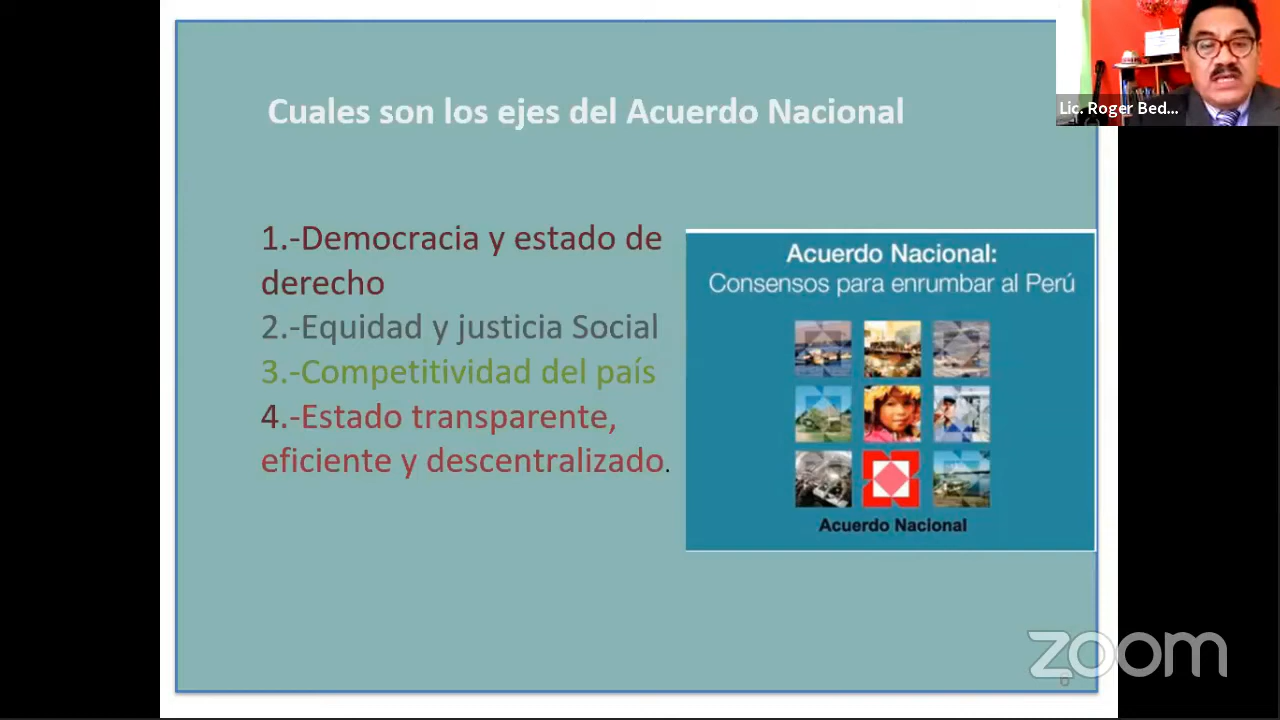 Cuales son los ejes del Acuerdo Nacional
Lic. Roger Bed...
1.-Democracia y estado de
derecho
2.-Equidad y justicia Social
3.-Competitividad del país
4.-Estado transparente,
eficiente y descentralizado.
Acuerdo Nacional:
Consensos para enrumbar al Perú
Acuerdo Nacional
zoom